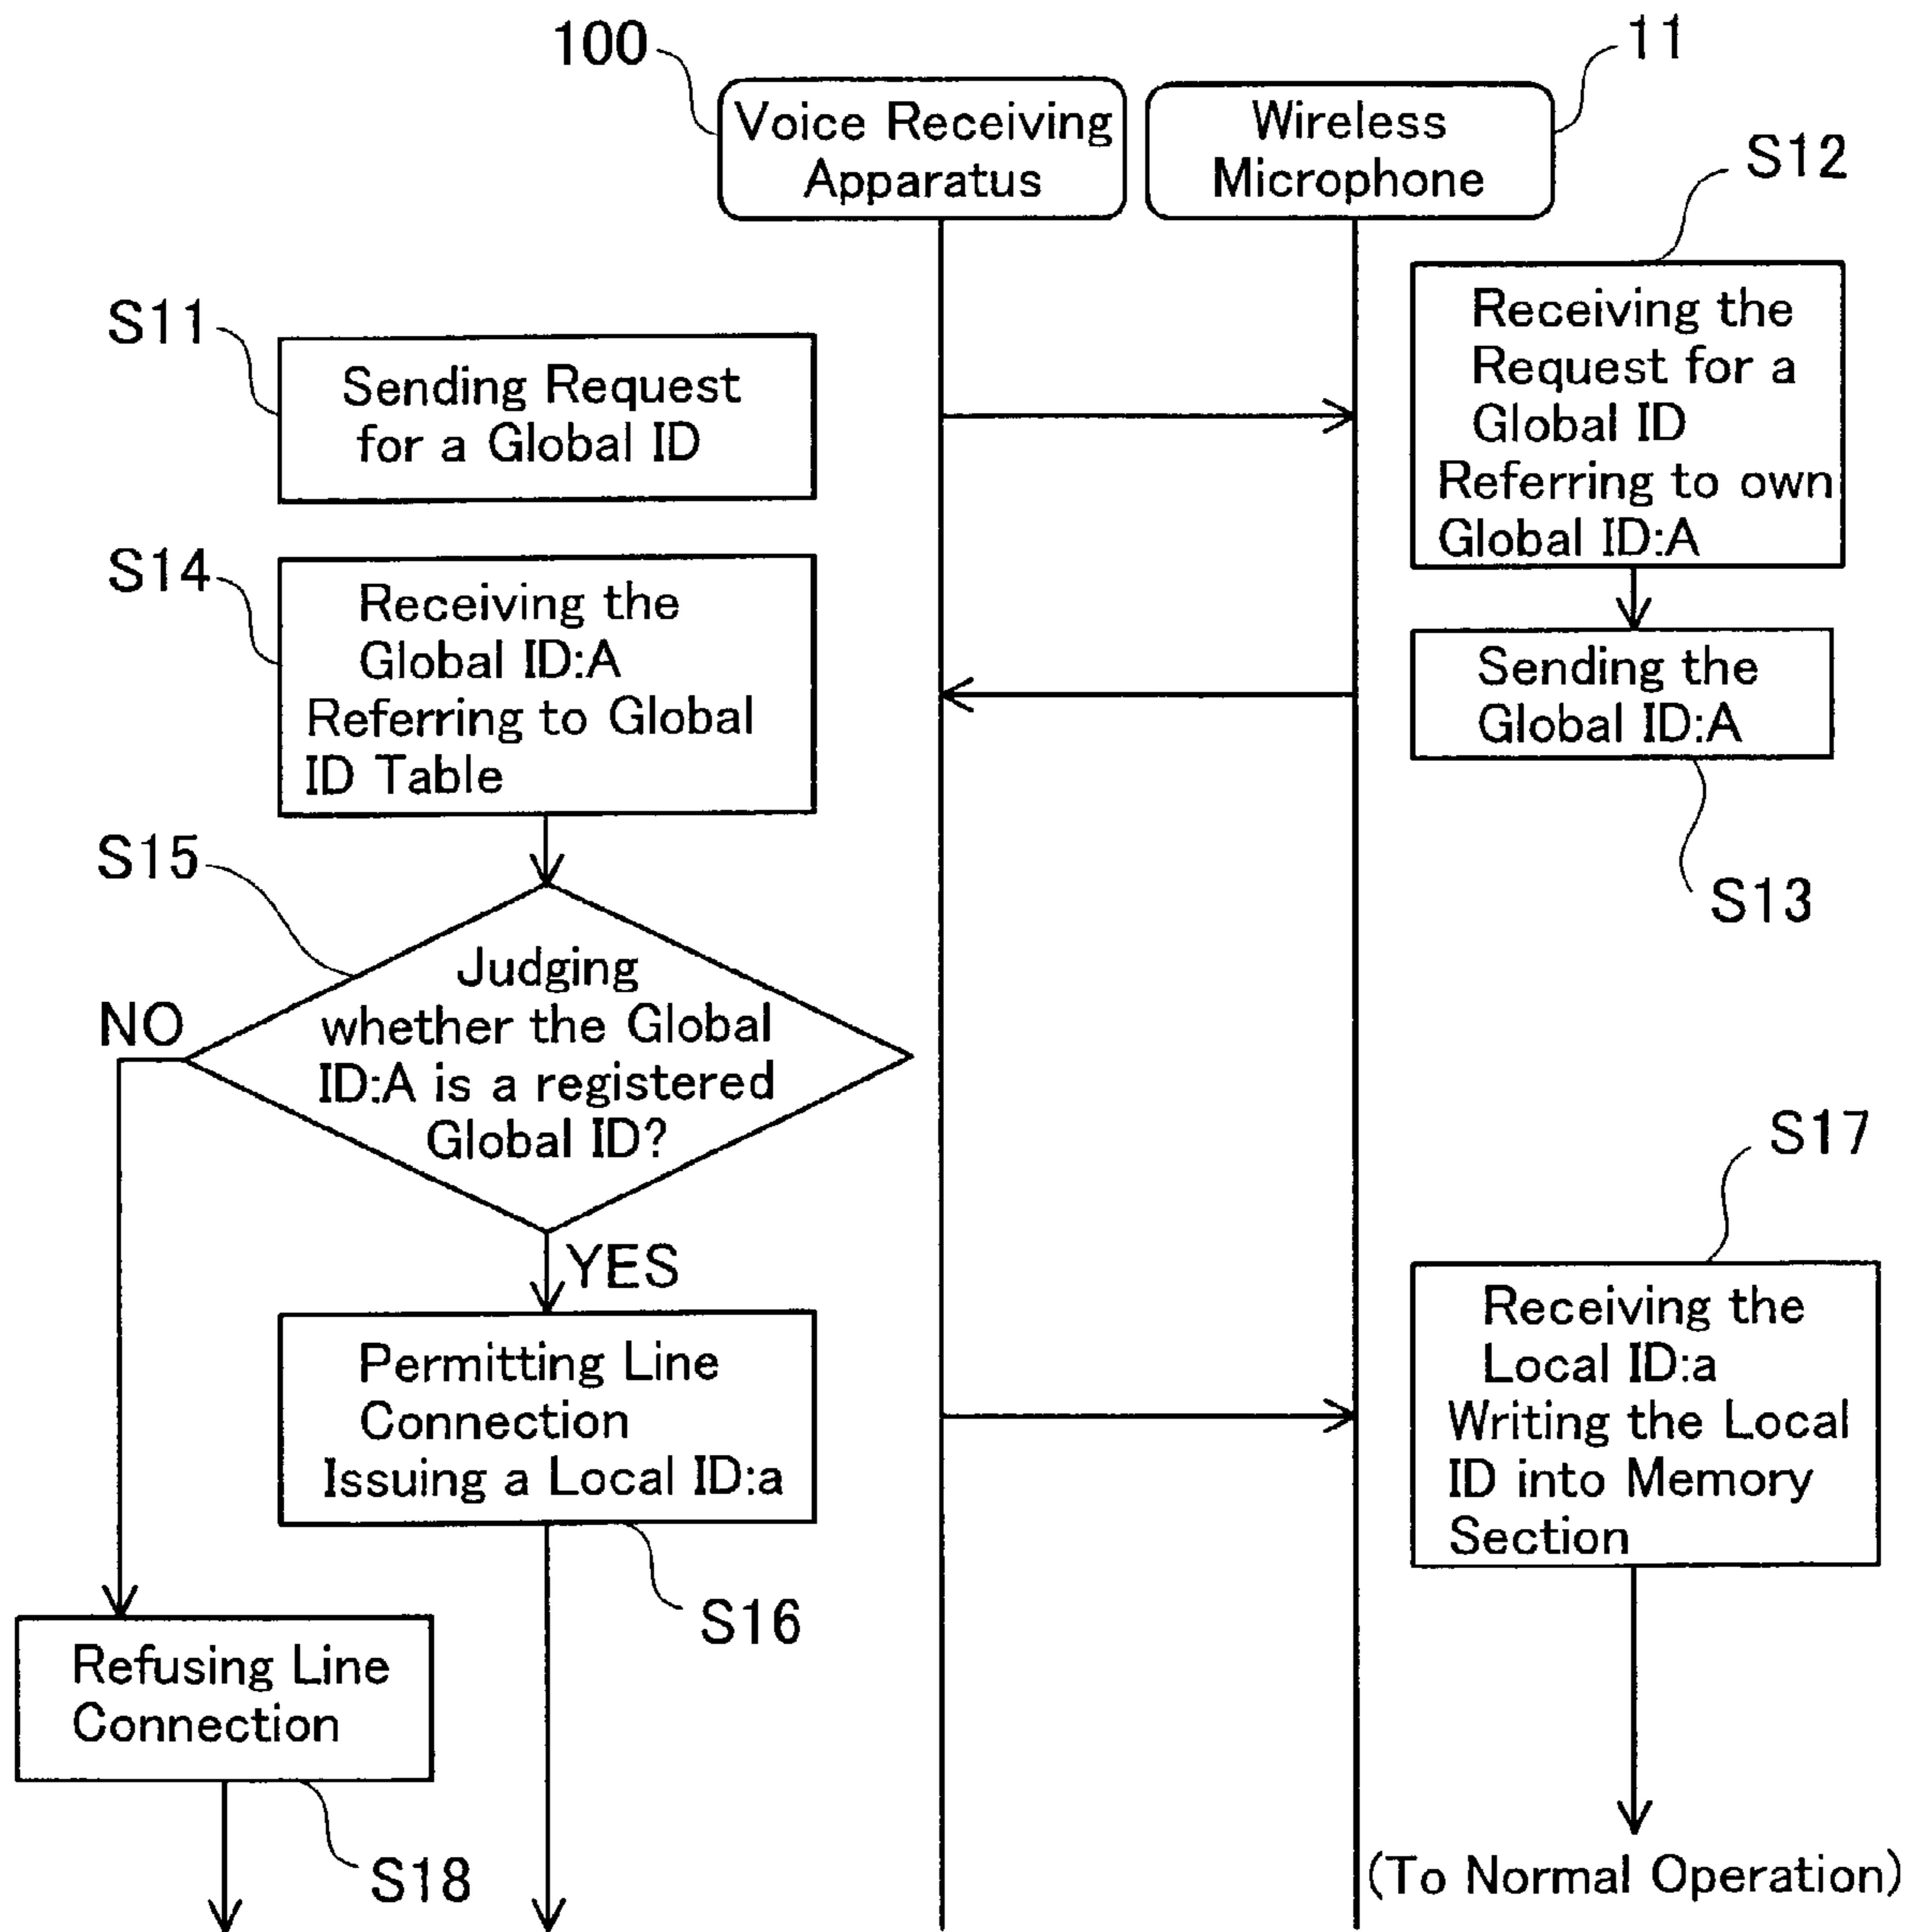 100
11
Voice Receiving
Apparatus
Wireless
Microphone
S12
S11
Sending Request
for a Global ID
Receiving the
Request for a
Global ID
Referring to own
Global ID:A
S14
Receiving the
Global ID:A
Referring to Global
ID Table
Sending the
Global ID:A
S13
S15
Judging
whether the Global
ID:A is a registered
Global ID?
NO
YES
S17
Permitting Line
Connection
Issuing a Local ID:a
S16
Receiving the
Local ID:a
Writing the Local
ID into Memory
Section
Refusing Line
Connection
S18
(To Normal Operation)